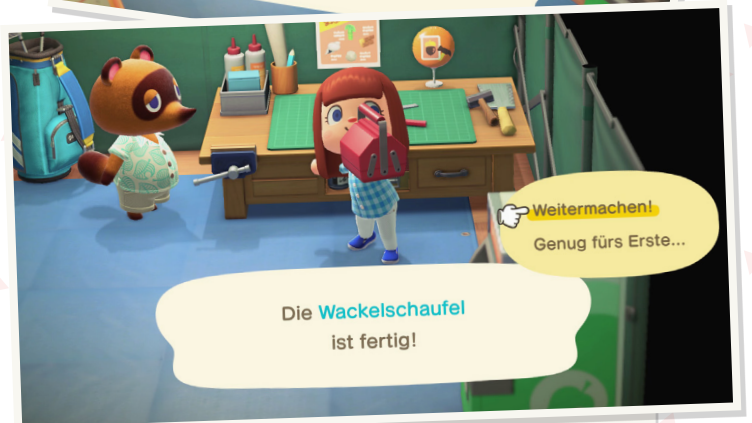 Die Wackelschaufel
ist fertig!
Weitermachen!
Genug fürs Erste...